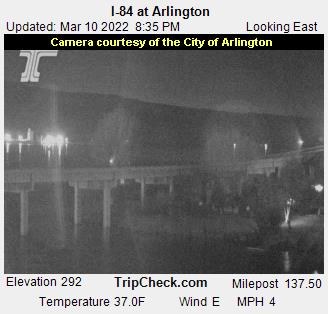 I-84 at Arlington
Updated: Mar 10 2022 8:35 PM Looking East
Camera courtesy of the City of Arlington
Elevation 292 TripCheck.com Milepost 137.50
Temperature 37.0F Wind E MPH 4